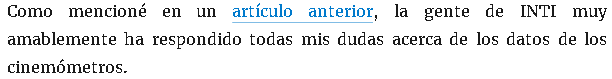 Como mencioné en un artículo anterior, la gente de INTI muy
amablemente ha respondido todas mis dudas acerca de los datos de los
cinemómetros.